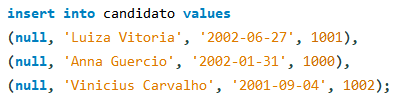 insert into candidato values
(null, 'Luiza Vitoria', '2002-06-27', 1001),
(null, 'Anna Guercio', '2002-01-31', 1000),
(null, 'Vinicius Carvalho', '2001-09-04', 1002);